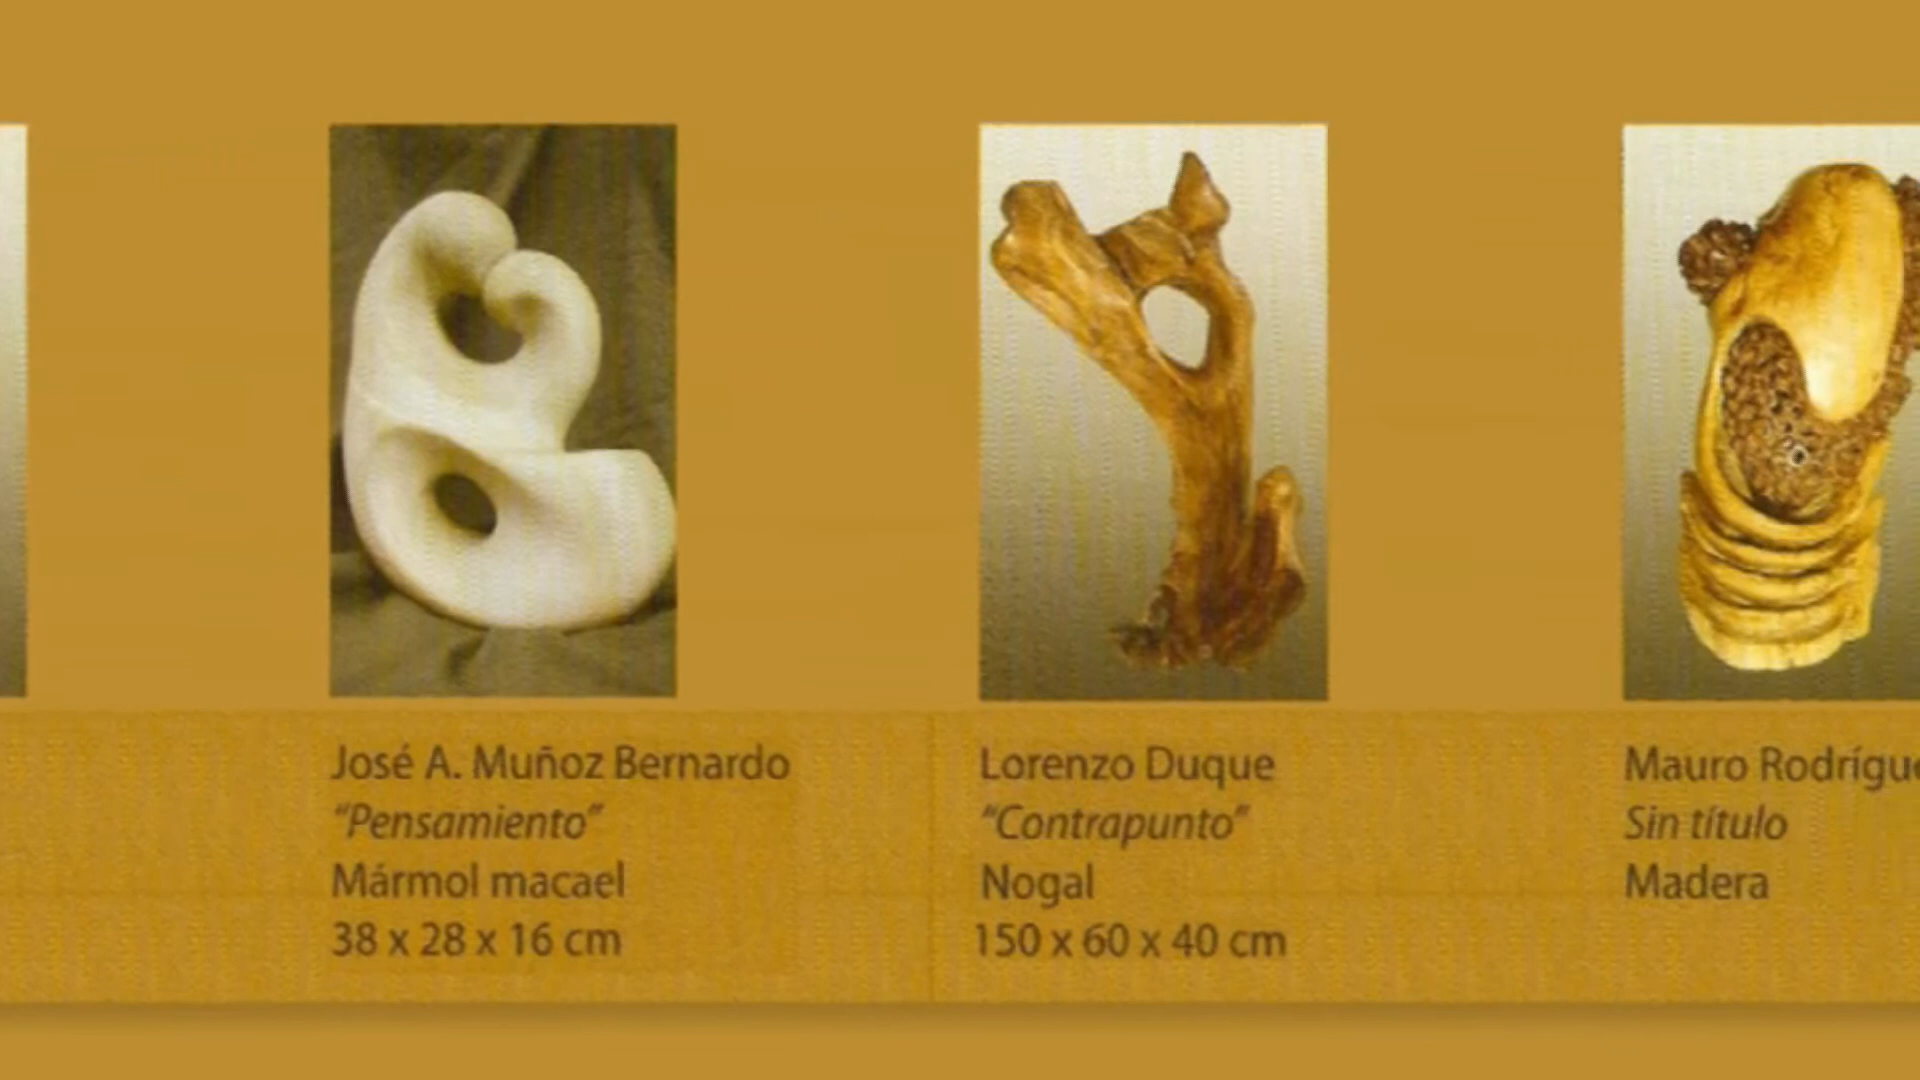 José A. Muñoz Bernardo
“Pensamiento”
Mármol macael
38 x 28 x 16 cm
Lorenzo Duque
“Contrapunto”
Nogal
150 x 60 x 40 cm
Mauro
Sin título
Madera